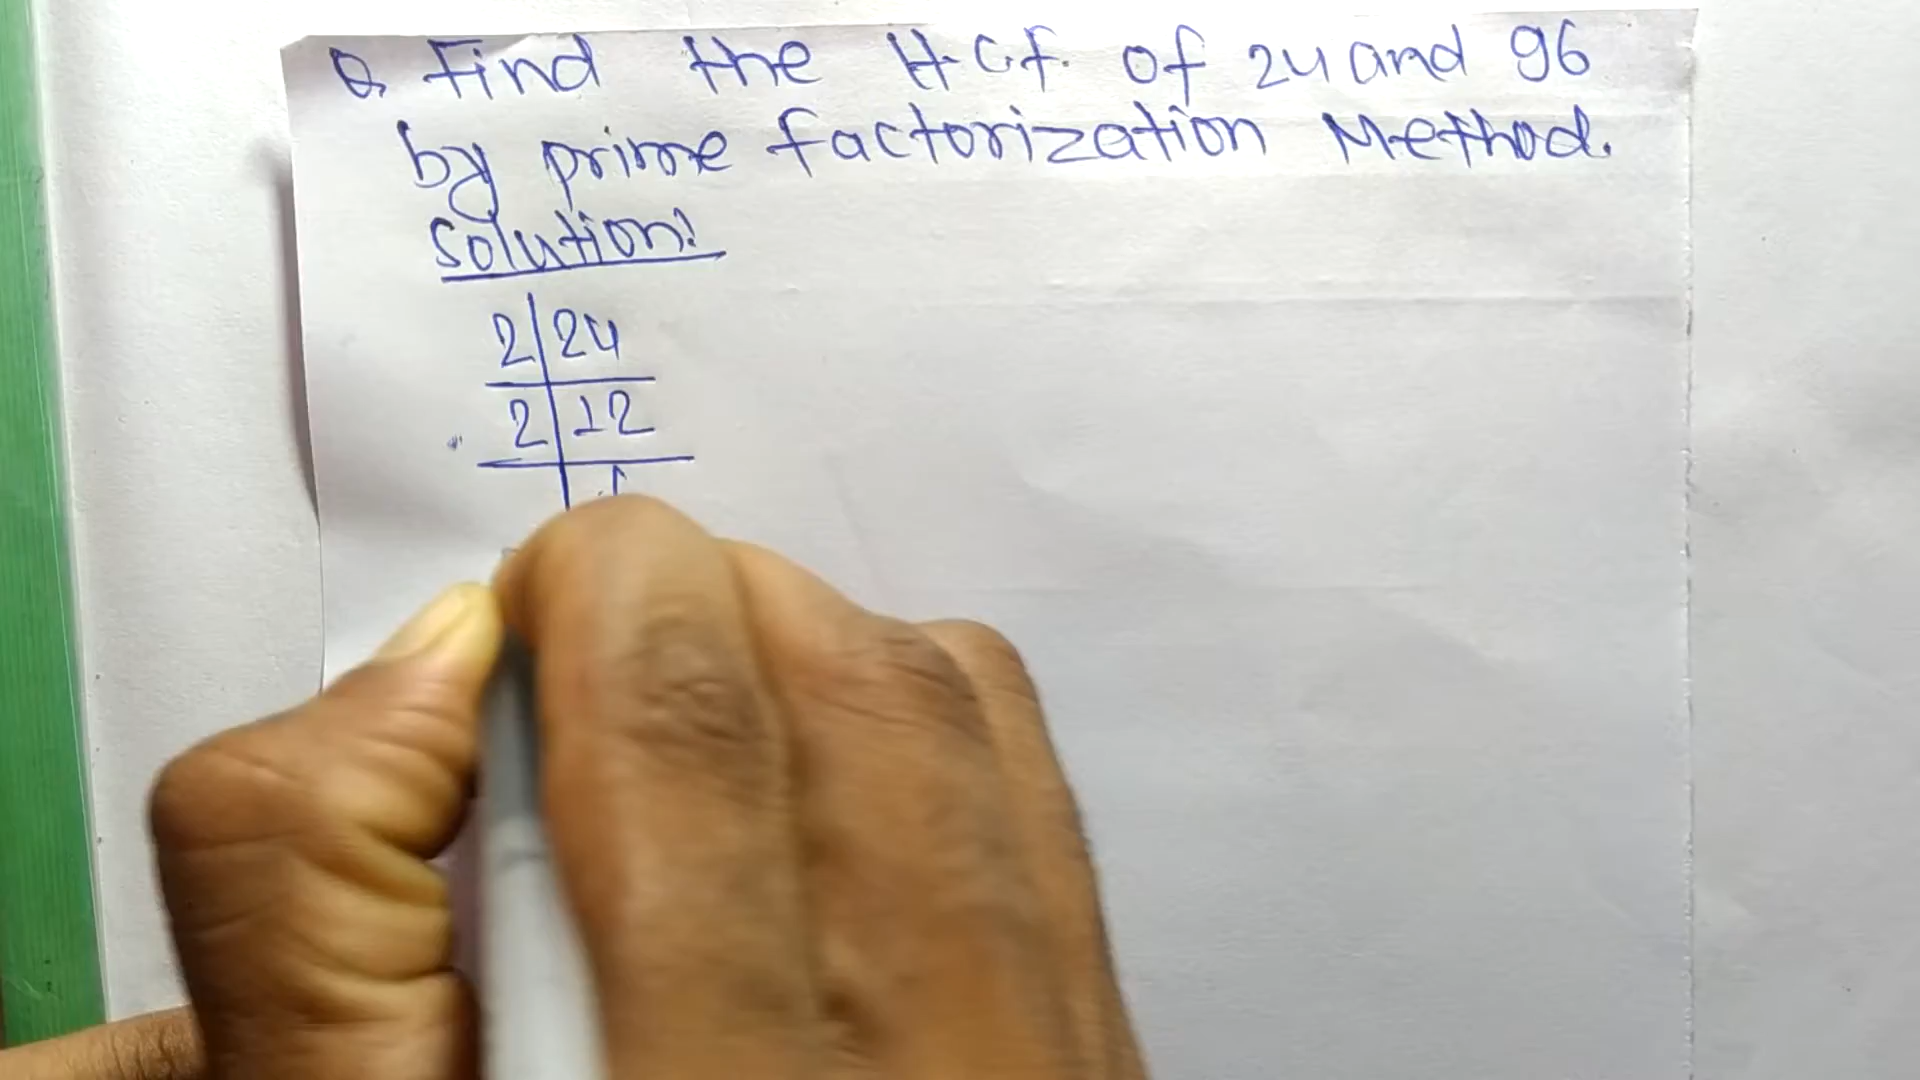 Q Find the H.C.f. of 24 and 96
by prime factorization Method.
Solution:
2 24
2 12